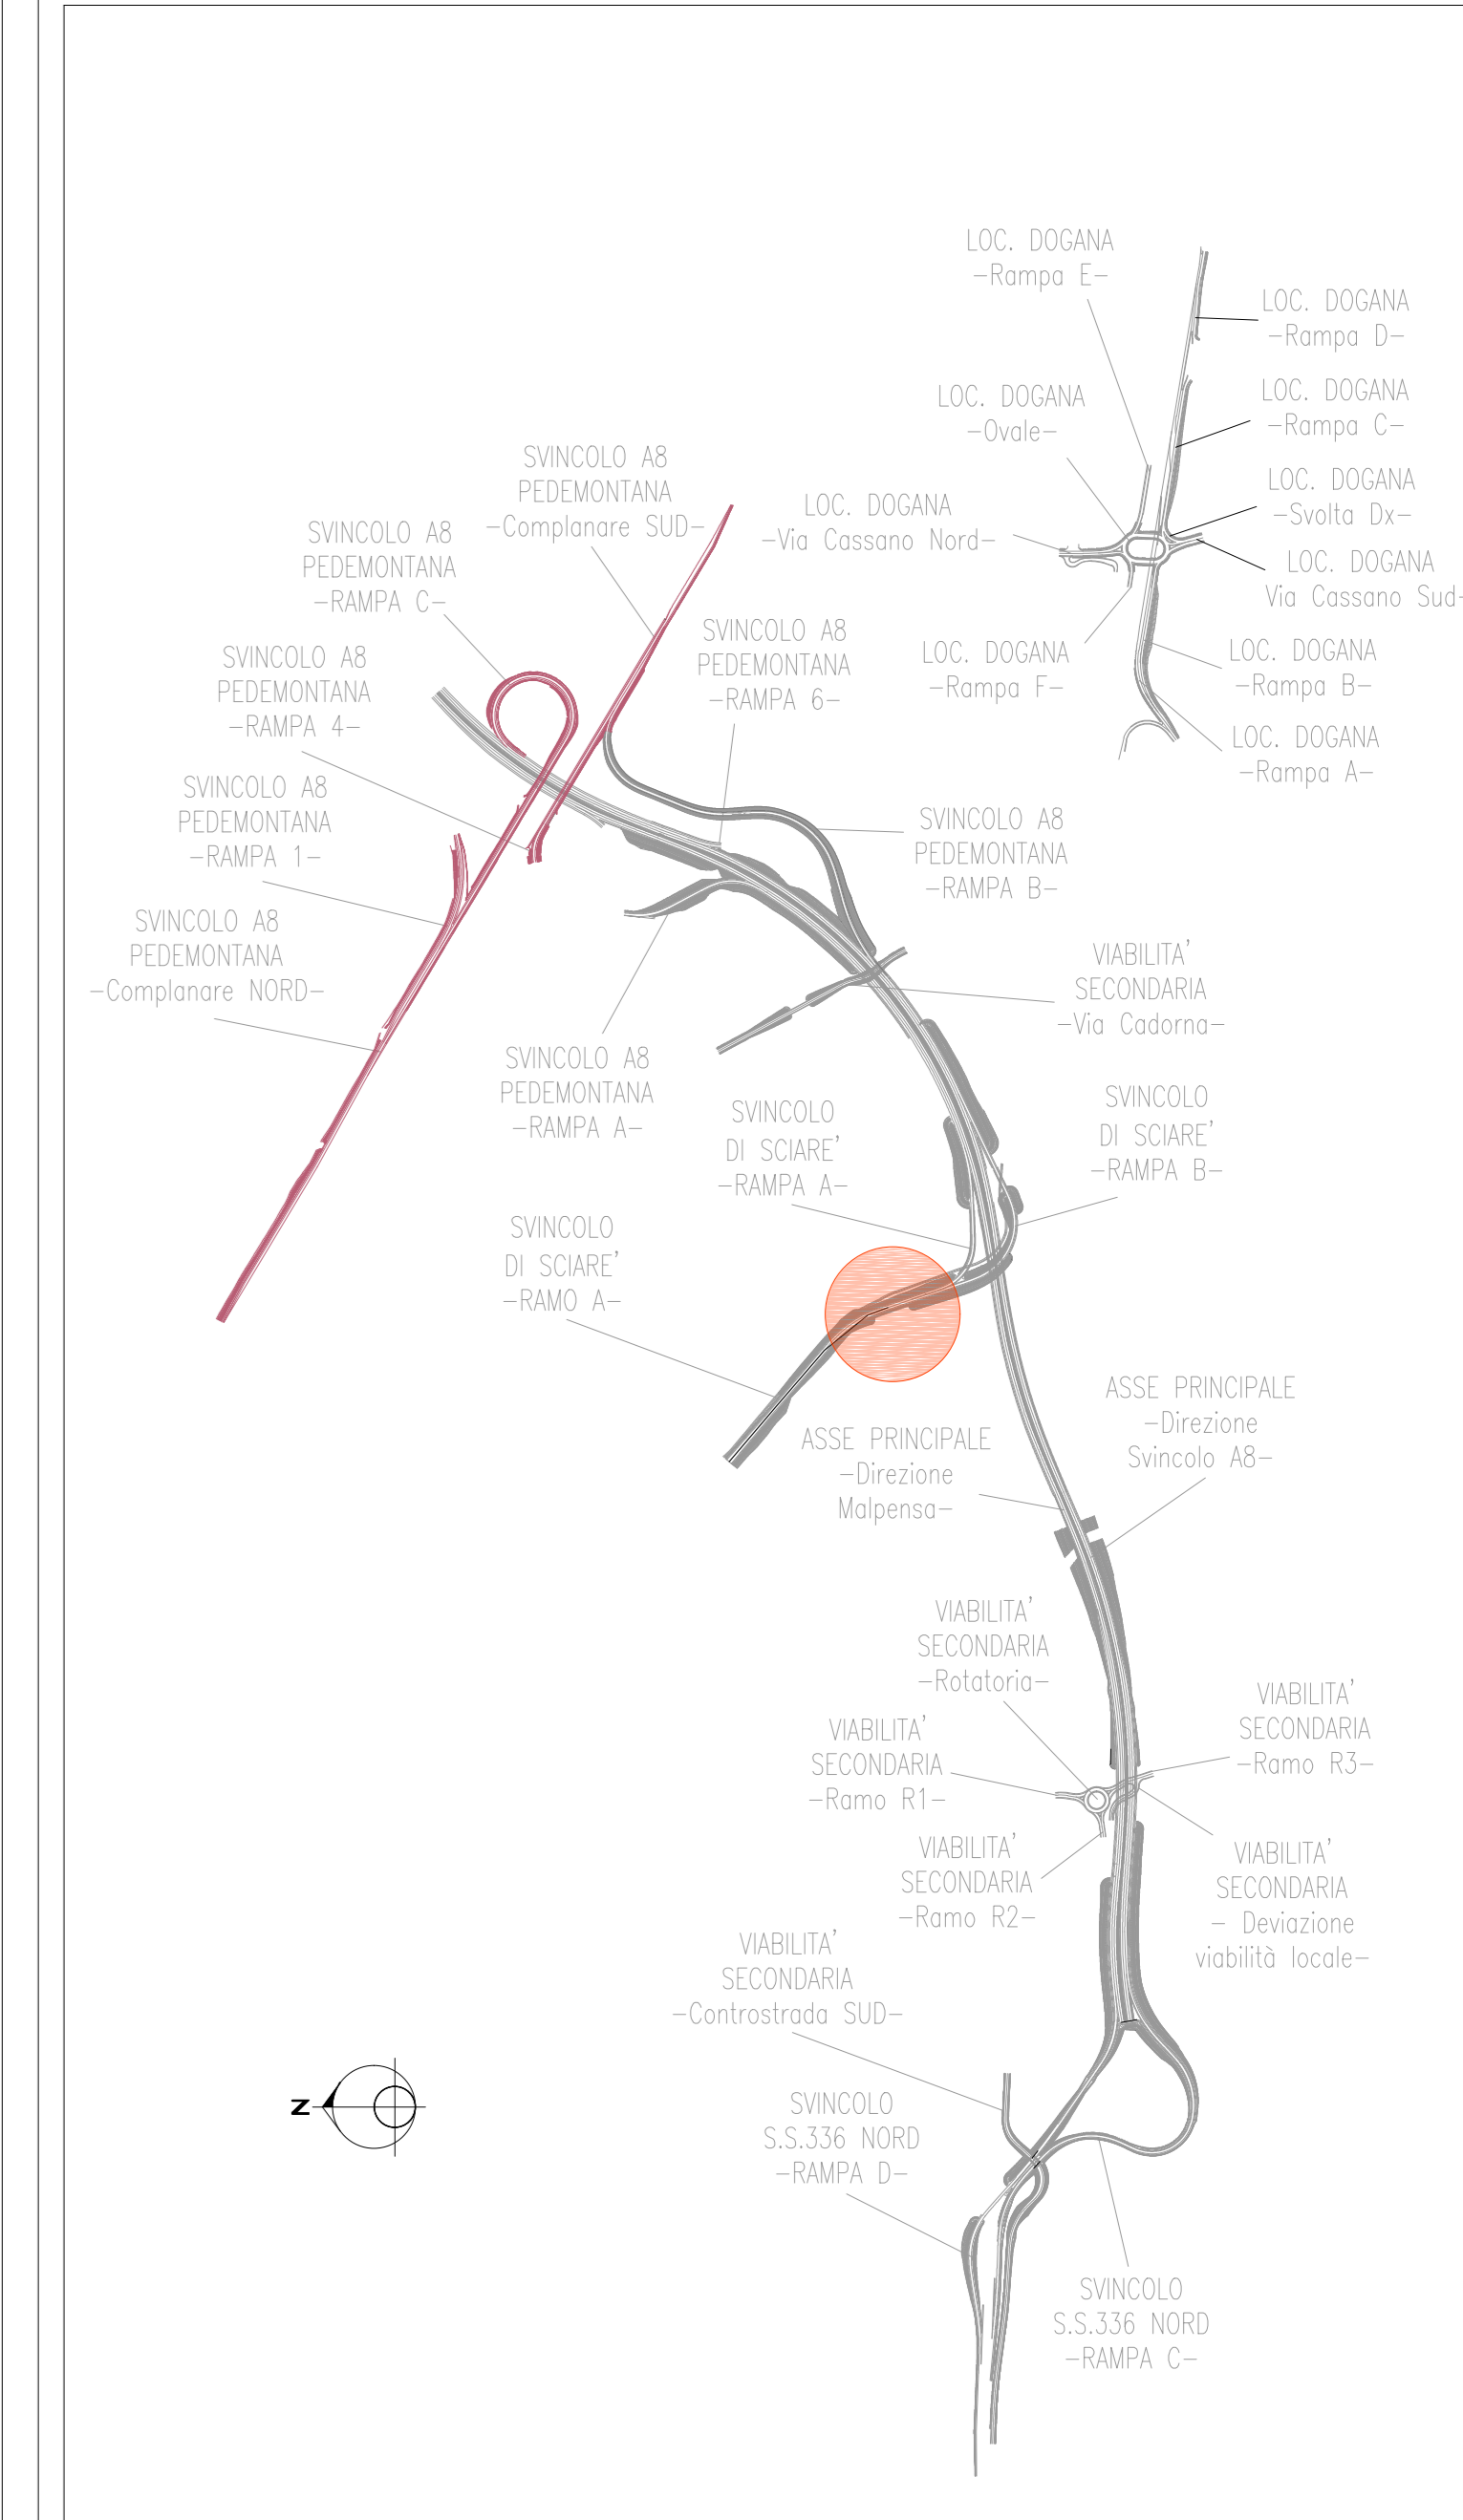 LOC. DOGANA
-Rampa E-
LOC. DOGANA
-Rampa D-
LOC. DOGANA
-Ovale-
LOC. DOGANA
-Rampa C-
SVINCOLO A8
PEDEMONTANA
-Complanare SUD-
LOC. DOGANA
-Svolta Dx-
LOC. DOGANA
-Via Cassano Nord-
SVINCOLO A8
PEDEMONTANA
-RAMPA C-
LOC. DOGANA
Via Cassano Sud-
SVINCOLO A8
PEDEMONTANA
-RAMPA 6-
LOC. DOGANA
-Rampa F-
LOC. DOGANA
-Rampa B-
SVINCOLO A8
PEDEMONTANA
-RAMPA 4-
LOC. DOGANA
-Rampa A-
SVINCOLO A8
PEDEMONTANA
-RAMPA 1-
SVINCOLO A8
PEDEMONTANA
-RAMPA B-
SVINCOLO A8
PEDEMONTANA
-Complanare NORD-
VIABILITA'
SECONDARIA
-Via Cadorna-
SVINCOLO A8
PEDEMONTANA
-RAMPA A-
SVINCOLO
DI SCIARE'
-RAMPA A-
SVINCOLO
DI SCIARE'
-RAMPA B-
SVINCOLO
DI SCIARE'
-RAMO A-
ASSE PRINCIPALE
-Direzione
Svincolo A8-
ASSE PRINCIPALE
-Direzione
Malpensa-
VIABILITA'
SECONDARIA
-Rotatoria-
VIABILITA'
SECONDARIA
-Ramo R3-
VIABILITA'
SECONDARIA
-Ramo R1-
VIABILITA'
SECONDARIA
-Ramo R2-
VIABILITA'
SECONDARIA
- Deviazione
viabilità locale-
VIABILITA'
SECONDARIA
-Controstrada SUD-
N
SVINCOLO
S.S.336 NORD
-RAMPA D-
SVINCOLO
S.S.336 NORD
-RAMPA C-